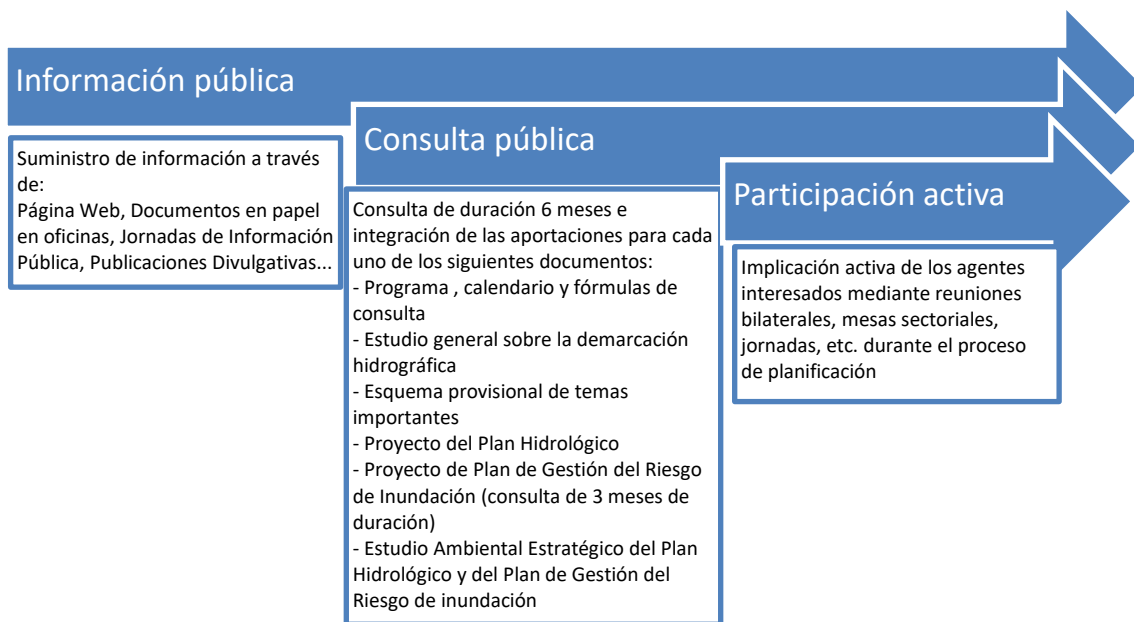 Información pública
Suministro de información a través
de:
Página Web, Documentos en papel
en oficinas, Jornadas de Información
Pública, Publicaciones Divulgativas...
Consulta pública
Consulta de duración 6 meses e
integración de las aportaciones para cada
uno de los siguientes documentos:
- Programa , calendario y fórmulas de
consulta
- Estudio general sobre la demarcación
hidrográfica
- Esquema provisional de temas
importantes
- Proyecto del Plan Hidrológico
- Proyecto de Plan de Gestión del Riesgo
de Inundación (consulta de 3 meses de
duración)
- Estudio Ambiental Estratégico del Plan
Hidrológico y del Plan de Gestión del
Riesgo de inundación
Participación activa
Implicación activa de los agentes
interesados mediante reuniones
bilaterales, mesas sectoriales,
jornadas, etc. durante el proceso
de planificación